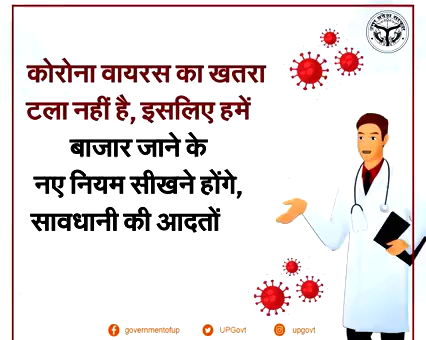 कोरोना वायरस का खतरा
टला नहीं है, इसलिए हमें
बाजार जाने के
नए नियम सीखने होंगे,
सावधानी की आदतों
governmentofup UPGovt upgovt